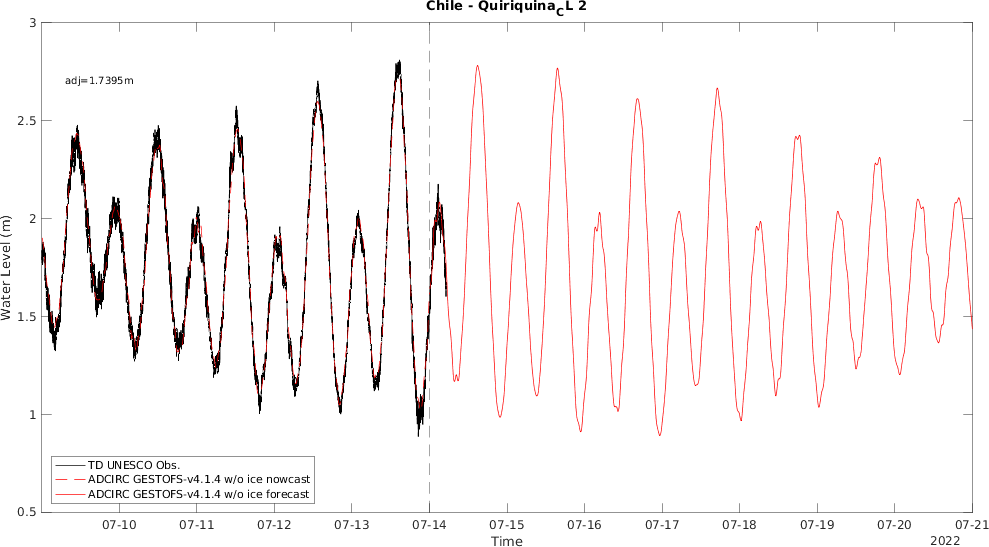 Chile - Quiriquina_CL 2
3
adj=1.7395m
2.5
2
Water Level (m)
1.5
1
TD UNESCO Obs.
ADCIRC GESTOFS-v4.1.4 w/o ice nowcast
ADCIRC GESTOFS-v4.1.4 w/o ice forecast
0.5
07-10 07-11 07-12 07-13 07-14 07-15 07-16 07-17 07-18 07-19 07-20 07-21
Time
2022